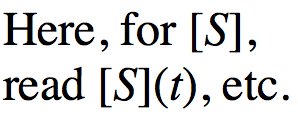 Here, for [S],
read [S](t), etc.